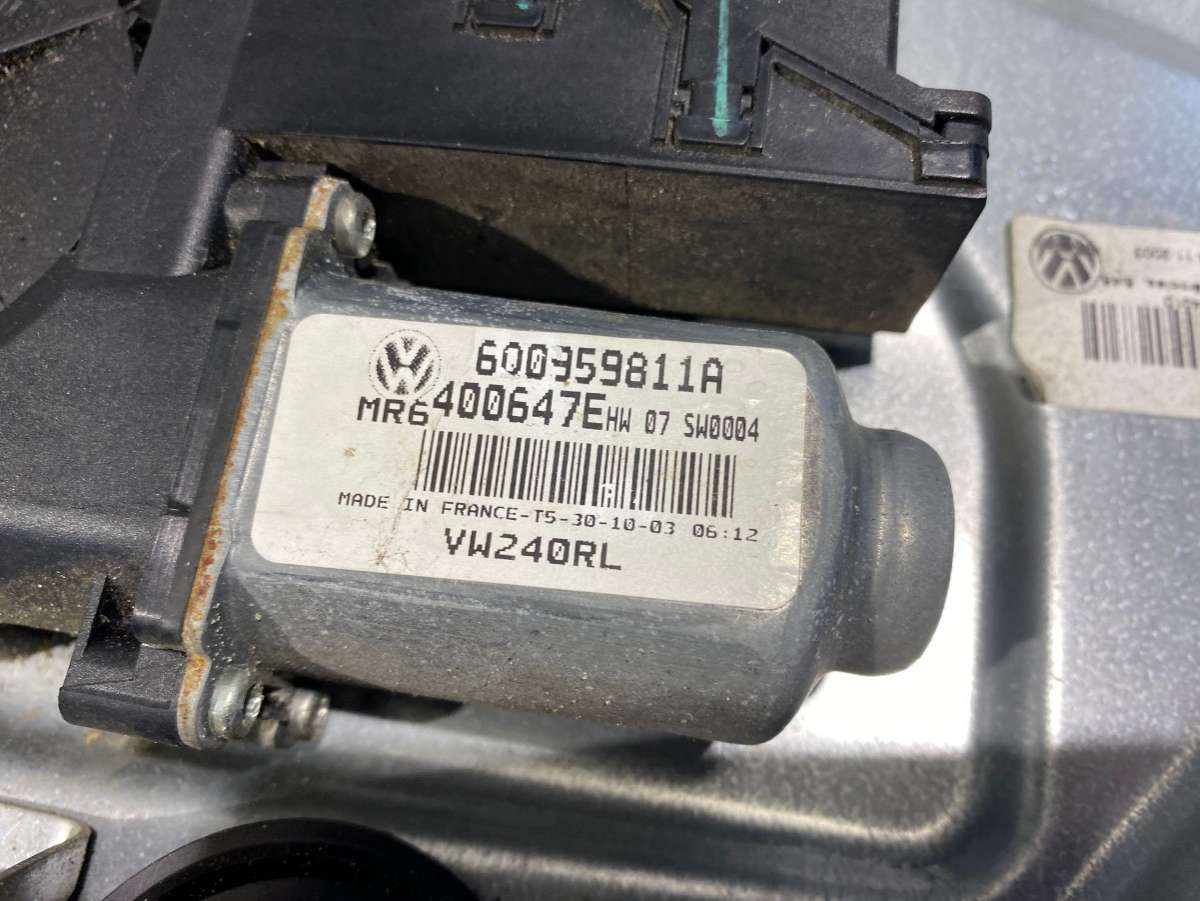 6Q0959811A
MR6400647E HW 07 SW0004
MADE IN FRANCE-T5-30-10-03 06:12
VW240RL